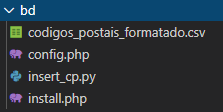 bd
codigos_postais_formatado.csv
config.php
insert_cp.py
install.php